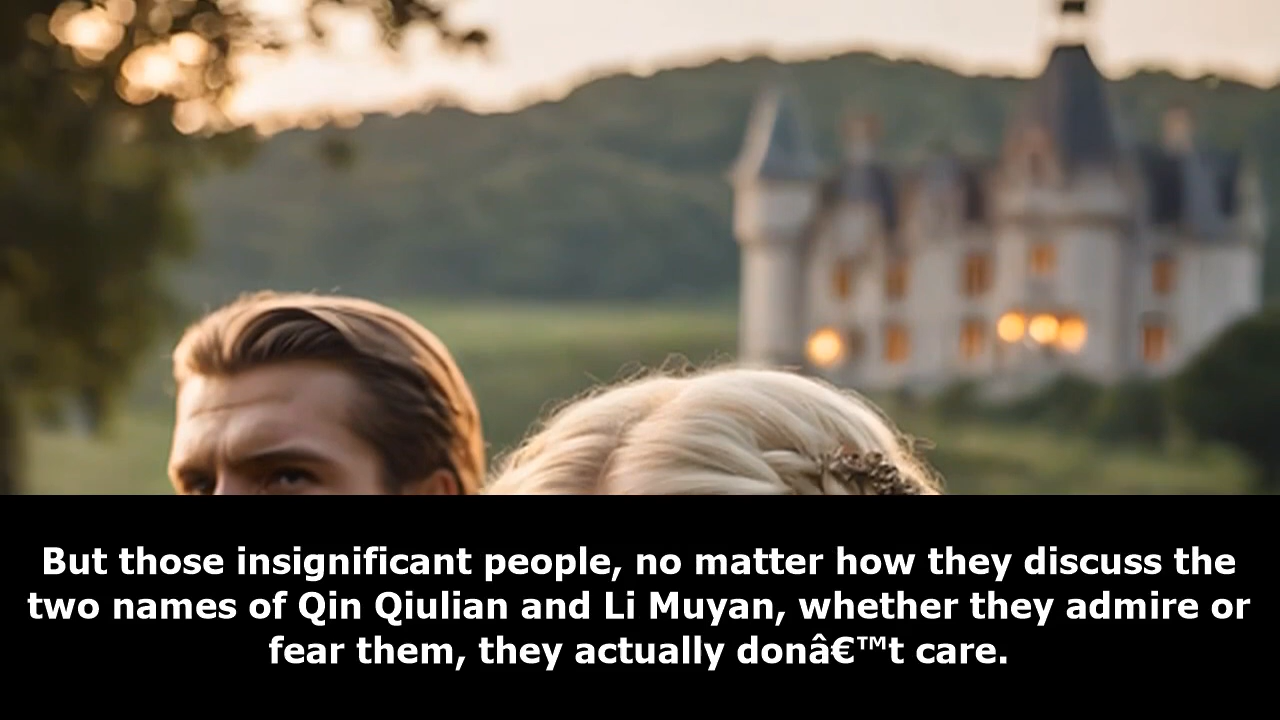 But those insignificant people, no matter how they discuss the
two names of Qin Qiulian and Li Muyan, whether they admire or
fear them, they actually donâ€™t care.